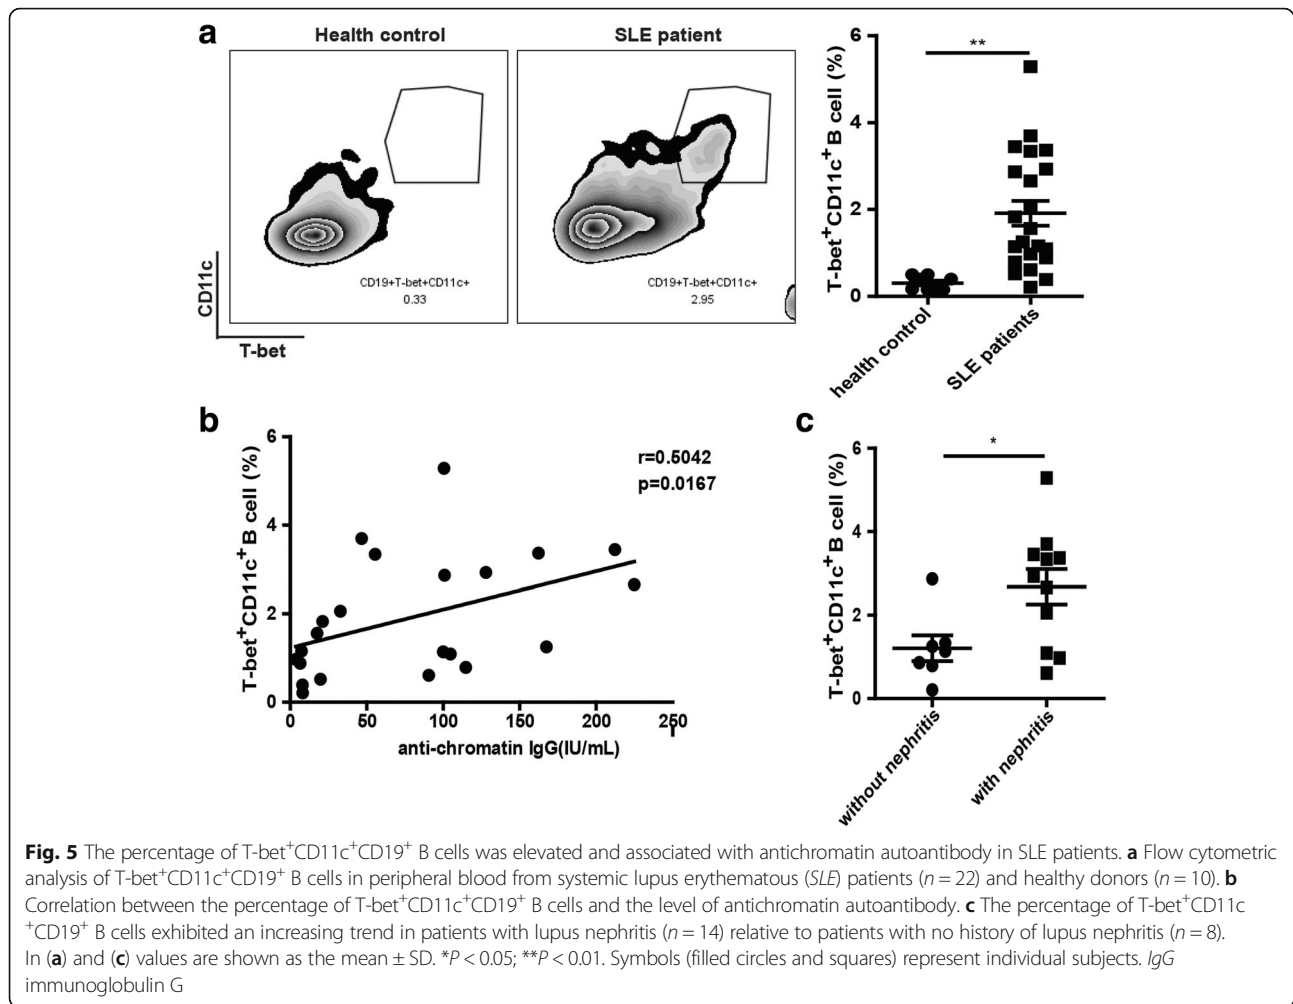 a
Health control
SLE patient
CD11c
T-bet
CD19+T-bet+CD11c+
0.33
CD19+T-bet+CD11c+
2.95
T-bet⁺CD11c⁺B cell (%)
6
4
2
0
**
health control
SLE patients
b
T-bet⁺CD11c⁺B cell (%)
6
4
2
0
r=0.5042
p=0.0167
0 50 100 150 200 250
anti-chromatin IgG(IU/mL)
c
T-bet⁺CD11c⁺B cell (%)
6
4
2
0
*
without nephritis
with nephritis
Fig. 5 The percentage of T-bet⁺CD11c⁺CD19⁺ B cells was elevated and associated with antichromatin autoantibody in SLE patients. a Flow cytometric
analysis of T-bet⁺CD11c⁺CD19⁺ B cells in peripheral blood from systemic lupus erythematous (SLE) patients (n = 22) and healthy donors (n = 10). b
Correlation between the percentage of T-bet⁺CD11c⁺CD19⁺ B cells and the level of antichromatin autoantibody. c The percentage of T-bet⁺CD11c
⁺CD19⁺ B cells exhibited an increasing trend in patients with lupus nephritis (n = 14) relative to patients with no history of lupus nephritis (n = 8).
In (a) and (c) values are shown as the mean ± SD. *P < 0.05; **P < 0.01. Symbols (filled circles and squares) represent individual subjects. IgG
immunoglobulin G